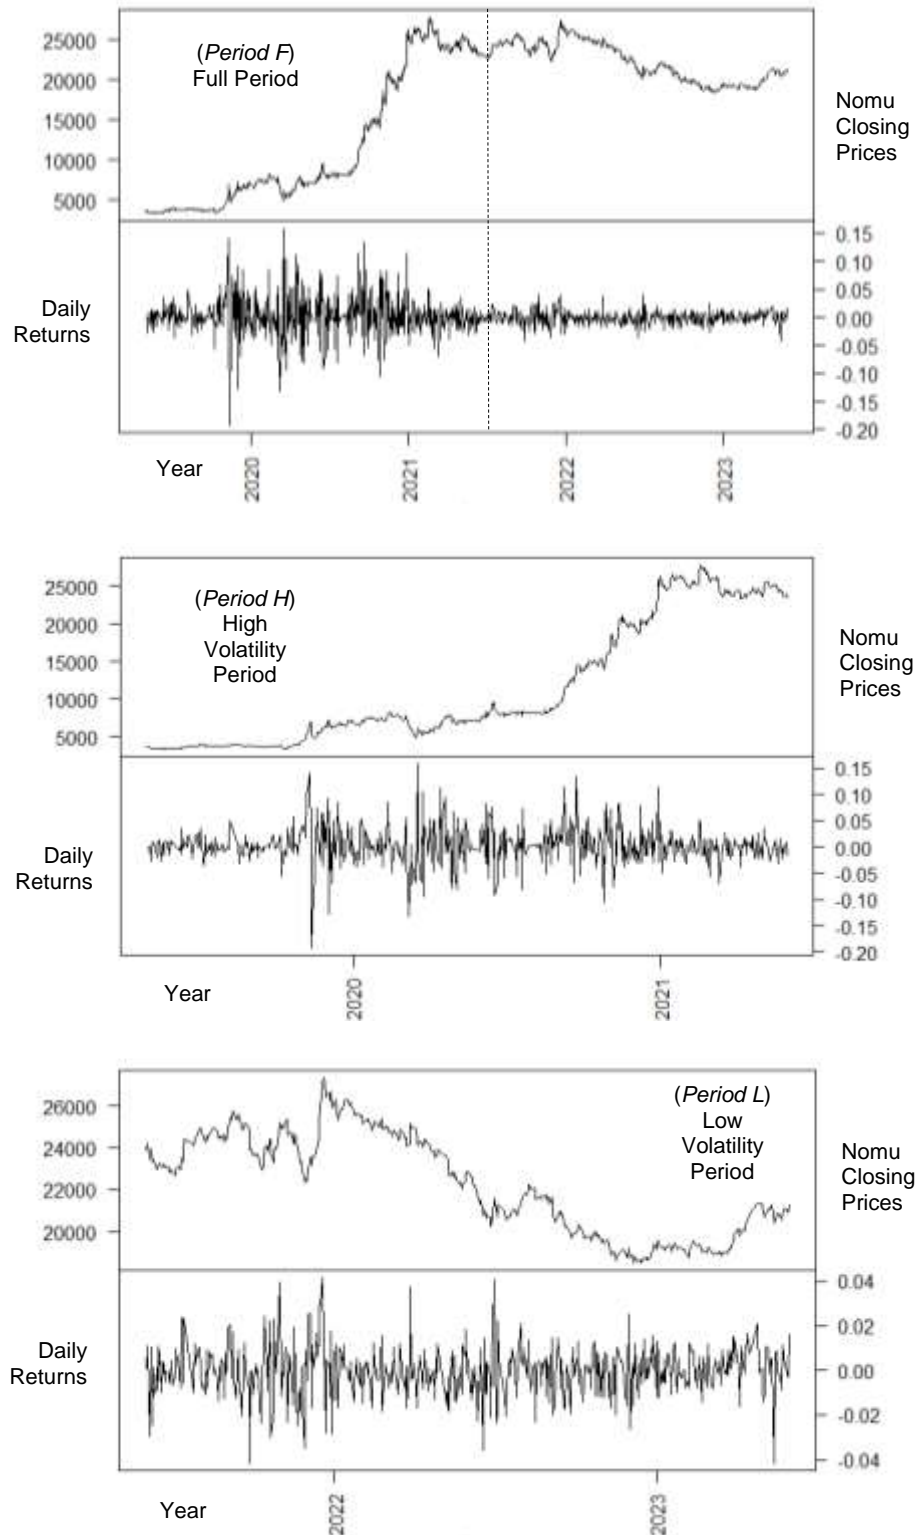 25000
20000
15000
10000
5000
(Period F)
Full Period
Nomu
Closing
Prices
Daily
Returns
0.15
0.10
0.05
0.00
-0.05
-0.10
-0.15
-0.20
Year
2020
2021
2022
2023
25000
20000
15000
10000
5000
(Period H)
High
Volatility
Period
Nomu
Closing
Prices
Daily
Returns
0.15
0.10
0.05
0.00
-0.05
-0.10
-0.15
-0.20
Year
2020
2021
26000
24000
22000
20000
(Period L)
Low
Volatility
Period
Nomu
Closing
Prices
Daily
Returns
0.04
0.02
0.00
-0.02
-0.04
Year
2022
2023